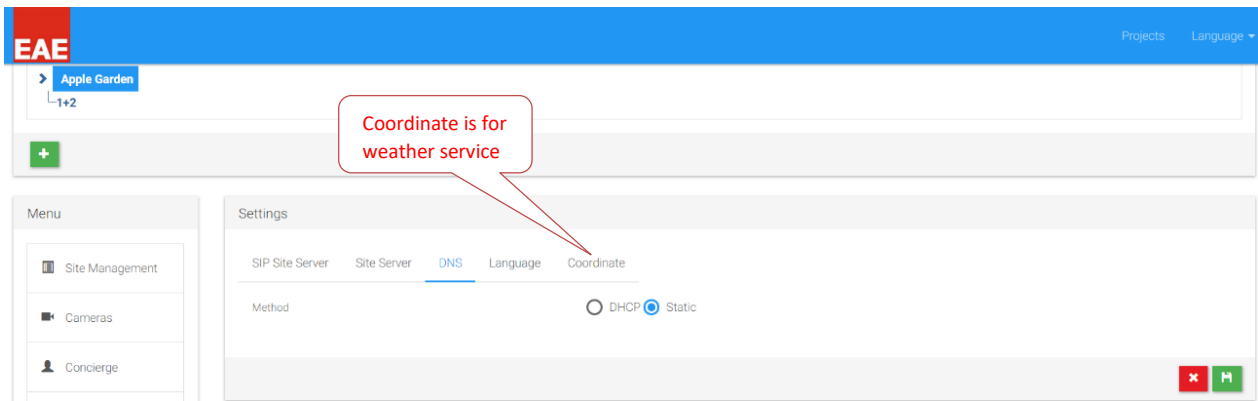 EAE
Projects Language
Apple Garden
1+2
Coordinate is for
weather service
+
Menu
Settings
Site Management
SIP Site Server Site Server DNS Language Coordinate
Method DHCP Static
Cameras
Concierge